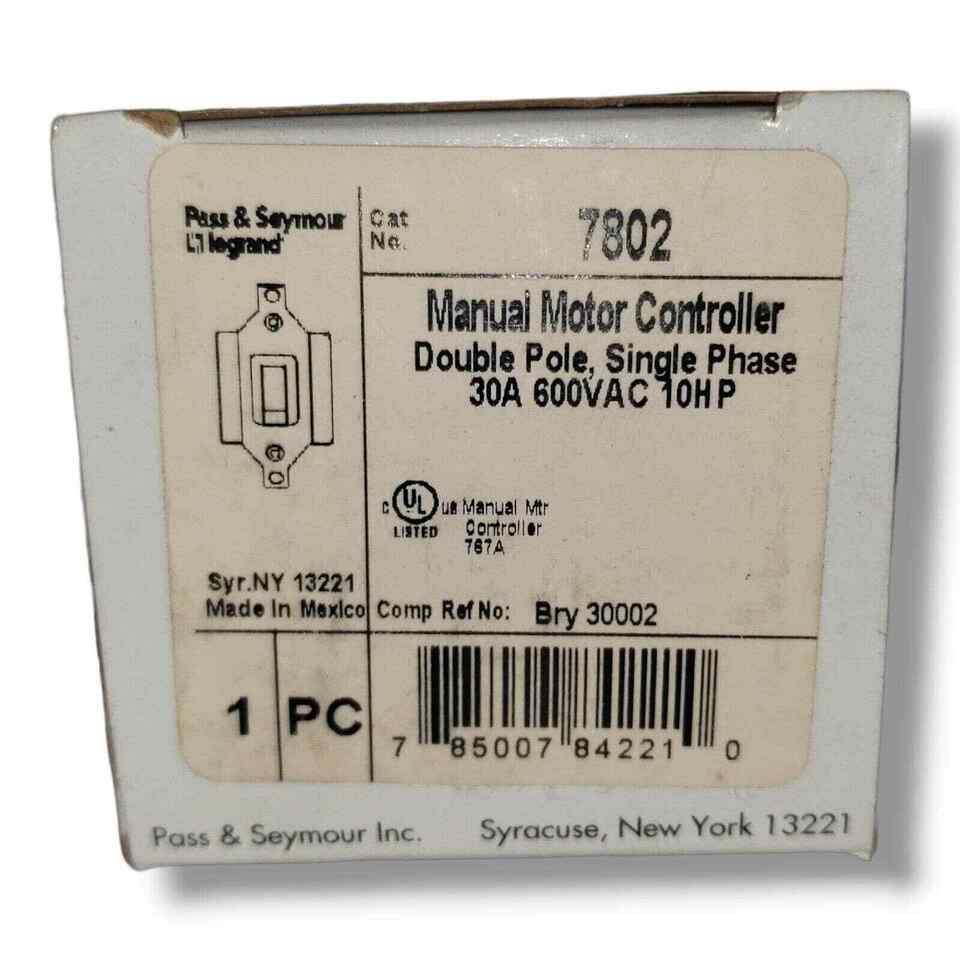 Pass & Seymour
legrand
Cat
No.
7802
Manual Motor Controller
Double Pole, Single Phase
30A 600VAC 10HP
c UL us
LISTED
Manual Mtr
Controller
767A
Syr.NY 13221
Made In Mexico
Comp Ref No: Bry 30002
1 PC
7 85007 84221 0
Pass & Seymour Inc. Syracuse, New York 13221